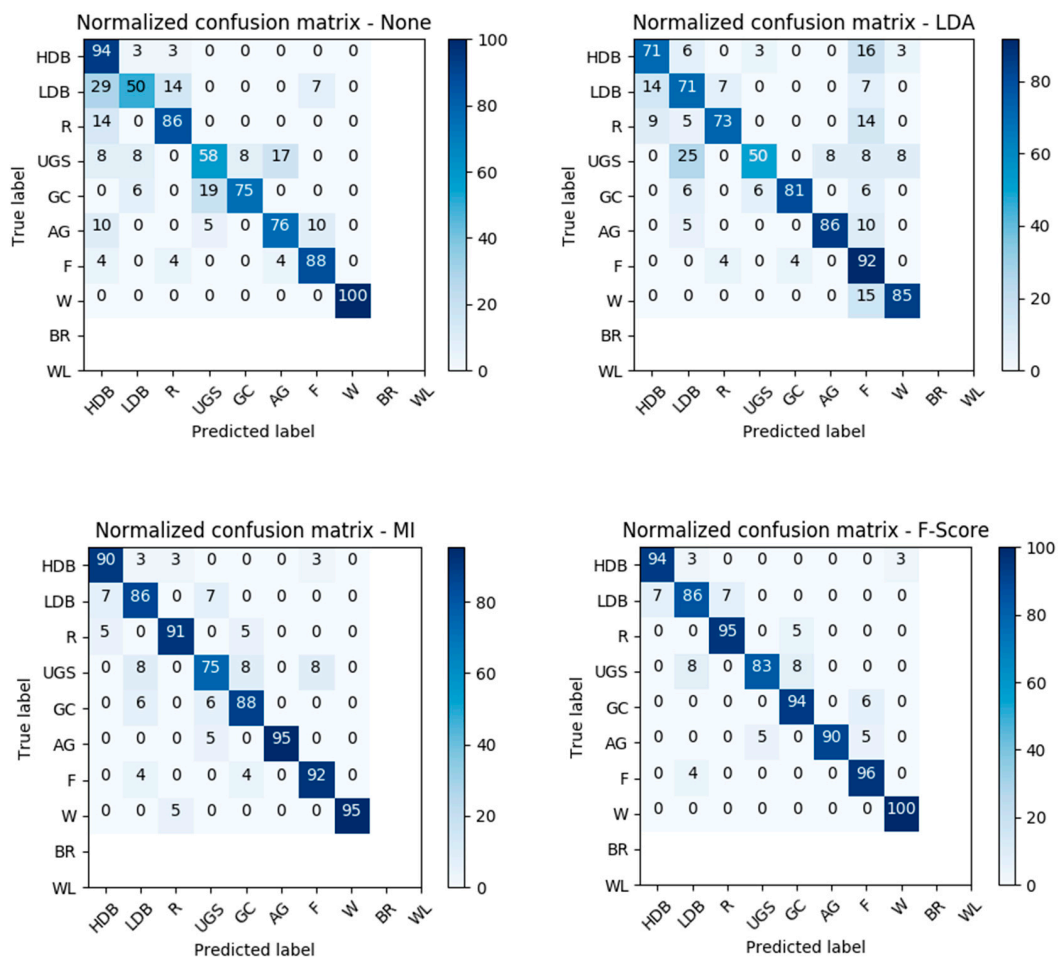 Normalized confusion matrix - None
HDB 94 3 3 0 0 0 0 0
LDB 29 50 14 0 0 0 7 0
R 14 0 86 0 0 0 0 0
UGS 8 8 0 58 8 17 0 0
GC 0 6 0 19 75 0 0 0
AG 10 0 0 5 0 76 10 0
F 4 0 4 0 0 4 88 0
W 0 0 0 0 0 0 0 100
BR
WL
True label
HDB LDB R UGS GC AG F W BR WL
Predicted label
100
80
60
40
20
0
Normalized confusion matrix - LDA
HDB 71 6 0 3 0 0 16 3
LDB 14 71 7 0 0 0 7 0
R 9 5 73 0 0 0 14 0
UGS 0 25 0 50 0 8 8 8
GC 0 6 0 6 81 0 6 0
AG 0 5 0 0 0 86 10 0
F 0 0 4 0 4 0 92 0
W 0 0 0 0 0 0 15 85
BR
WL
True label
HDB LDB R UGS GC AG F W BR WL
Predicted label
80
60
40
20
0
Normalized confusion matrix - MI
HDB 90 3 3 0 0 0 3 0
LDB 7 86 0 7 0 0 0 0
R 5 0 91 0 5 0 0 0
UGS 0 8 0 75 8 0 8 0
GC 0 6 0 6 88 0 0 0
AG 0 0 0 5 0 95 0 0
F 0 4 0 0 4 0 92 0
W 0 0 5 0 0 0 0 95
BR
WL
True label
HDB LDB R UGS GC AG F W BR WL
Predicted label
80
60
40
20
0
Normalized confusion matrix - F-Score
HDB 94 3 0 0 0 0 0 3
LDB 7 86 7 0 0 0 0 0
R 0 0 95 0 5 0 0 0
UGS 0 8 0 83 8 0 0 0
GC 0 0 0 0 94 0 6 0
AG 0 0 0 5 0 90 5 0
F 0 4 0 0 0 0 96 0
W 0 0 0 0 0 0 0 100
BR
WL
True label
HDB LDB R UGS GC AG F W BR WL
Predicted label
100
80
60
40
20
0